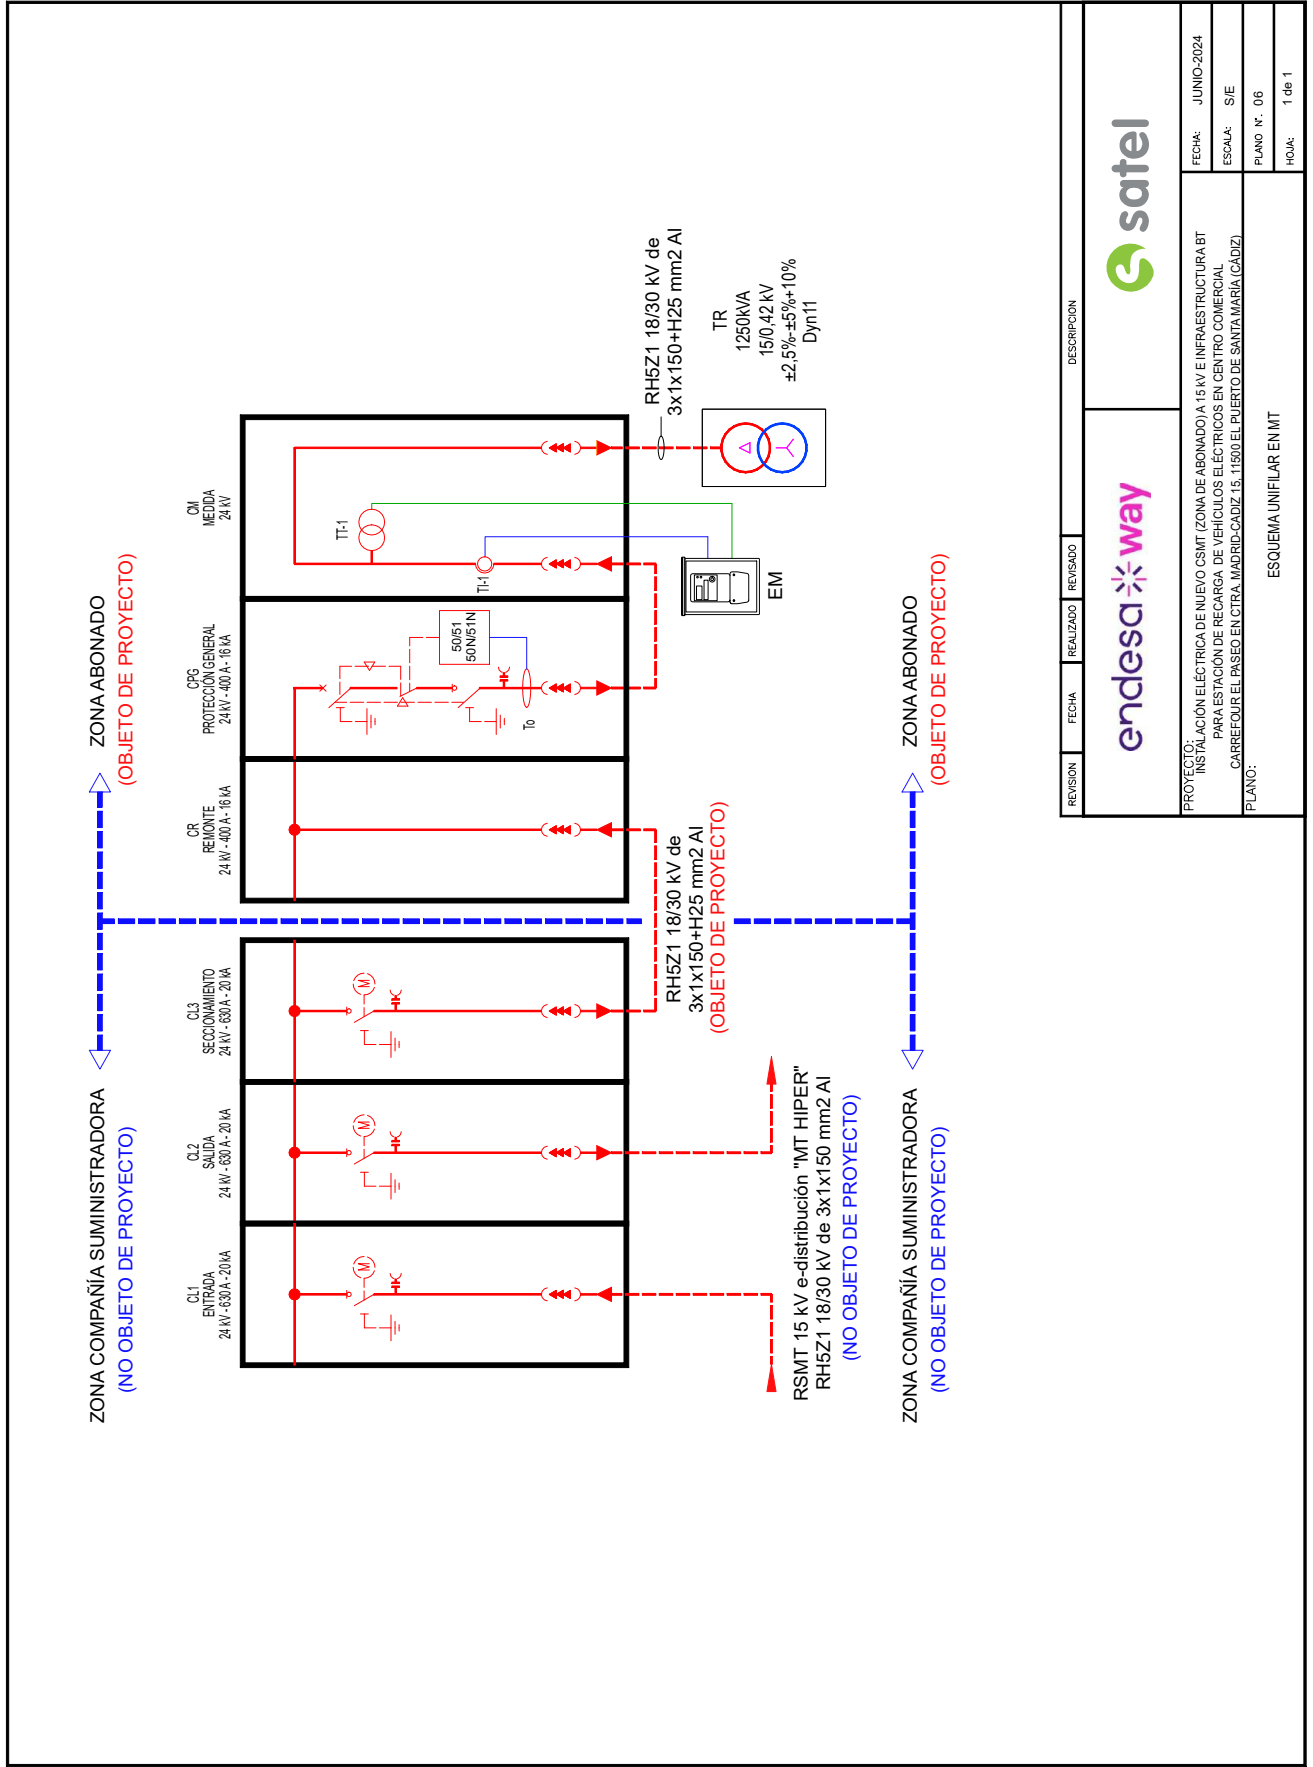 ZONA COMPAÑÍA SUMINISTRADORA
(NO OBJETO DE PROYECTO)
ZONA ABONADO
(OBJETO DE PROYECTO)
CL1
ENTRADA
24 kV - 630 A - 20 kA
CL2
SALIDA
24 kV - 630 A - 20 kA
CL3
SECCIONAMIENTO
24 kV - 630 A - 20 kA
CR
REMONTE
24 kV - 400 A - 16 kA
CPG
PROTECCIÓN GENERAL
24 kV - 400 A - 16 kA
CM
MEDIDA
24 kV
M
M
M
50/51
50N/51N
To
TT-1
TI-1
EM
RH5Z1 18/30 kV de
3x1x150+H25 mm2 Al
TR
1250kVA
15/0,42 kV
±2,5%-±5%+10%
Dyn11
RH5Z1 18/30 kV de
3x1x150+H25 mm2 Al
(OBJETO DE PROYECTO)
RSMT 15 kV e-distribución "MT HIPER"
RH5Z1 18/30 kV de 3x1x150 mm2 Al
(NO OBJETO DE PROYECTO)
ZONA COMPAÑÍA SUMINISTRADORA
(NO OBJETO DE PROYECTO)
ZONA ABONADO
(OBJETO DE PROYECTO)
REVISION
FECHA
REALIZADO
REVISADO
DESCRIPCION
endesa way
satel
PROYECTO:
INSTALACIÓN ELÉCTRICA DE NUEVO CSMT (ZONA DE ABONADO) A 15 kV E INFRAESTRUCTURA BT
PARA ESTACIÓN DE RECARGA DE VEHÍCULOS ELÉCTRICOS EN CENTRO COMERCIAL
CARREFOUR EL PASEO EN CTRA. MADRID-CADIZ 15, 11500 EL PUERTO DE SANTA MARÍA (CÁDIZ)
PLANO:
ESQUEMA UNIFILAR EN MT
FECHA: JUNIO-2024
ESCALA: S/E
PLANO Nº. 06
HOJA: 1 de 1